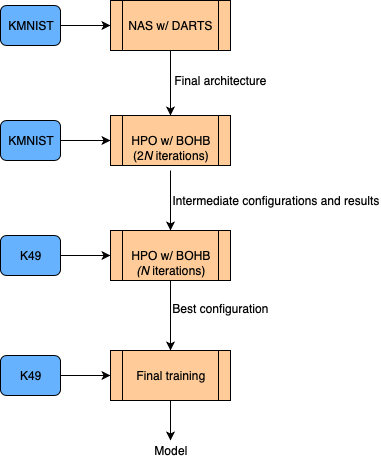 KMNIST
NAS w/ DARTS
Final architecture
KMNIST
HPO w/ BOHB
(2N iterations)
Intermediate configurations and results
K49
HPO w/ BOHB
(N iterations)
Best configuration
K49
Final training
Model